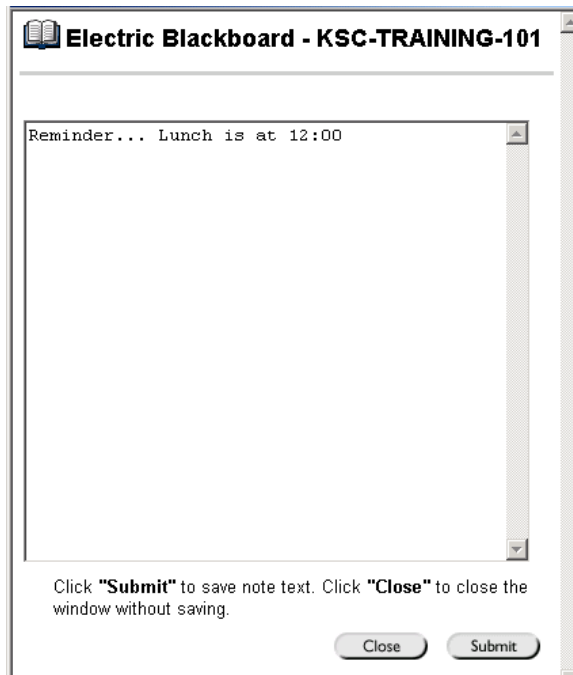 Electric Blackboard - KSC-TRAINING-101
Reminder... Lunch is at 12:00
Click "Submit" to save note text. Click "Close" to close the
window without saving.
Close Submit